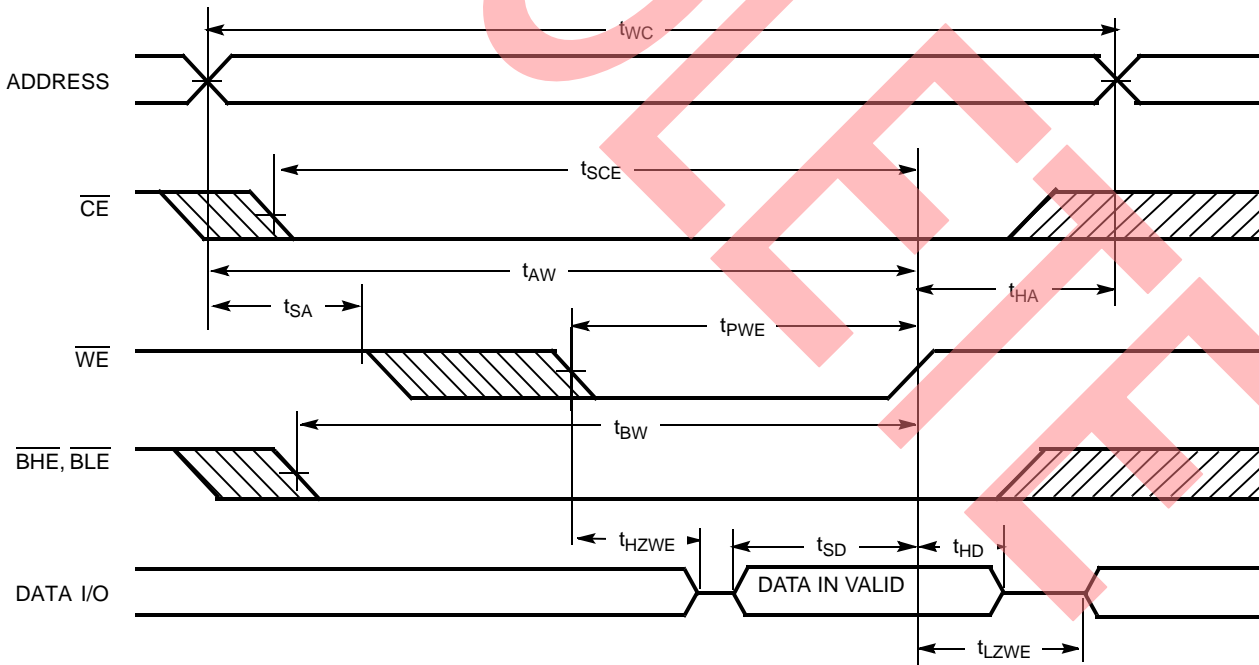 tWC
ADDRESS
tSCE
CE
tAW
tSA
tHA
tPWE
WE
tBW
BHE, BLE
tHZWE
tSD
tHD
DATA I/O
DATA IN VALID
tLZWE